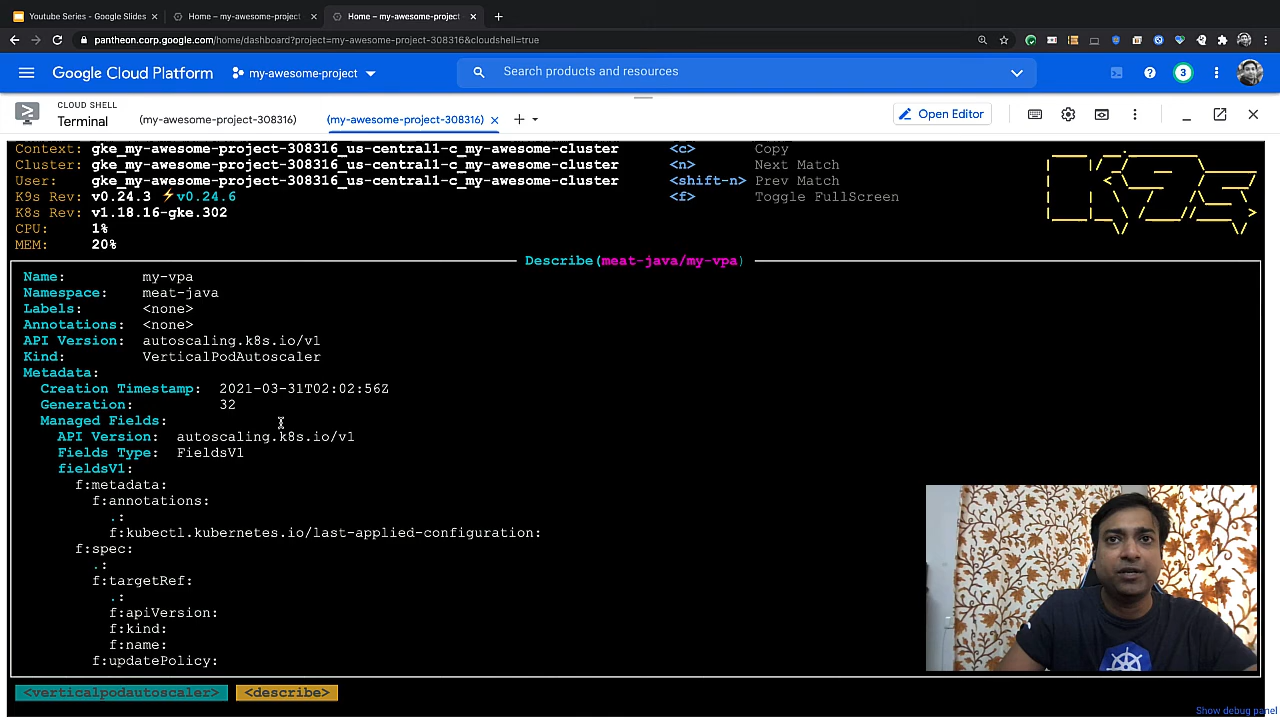 Youtube Series - Google Slides
Home – my-awesome-project
Home – my-awesome-project
pantheon.corp.google.com/home/dashboard?project=my-awesome-project-308316&cloudshell=true
Google Cloud Platform
my-awesome-project
Search products and resources
3
CLOUD SHELL
Terminal
(my-awesome-project-308316)
(my-awesome-project-308316)
Open Editor
Context: gke_my-awesome-project-308316_us-central1-c_my-awesome-cluster <c> Copy
Cluster: gke_my-awesome-project-308316_us-central1-c_my-awesome-cluster <n> Next Match
User: gke_my-awesome-project-308316_us-central1-c_my-awesome-cluster <shift-n> Prev Match
K9s Rev: v0.24.3 ⚡v0.24.6 <f> Toggle FullScreen
K8s Rev: v1.18.16-gke.302
CPU: 1%
MEM: 20%
Describe(meat-java/my-vpa)
Name: my-vpa
Namespace: meat-java
Labels: <none>
Annotations: <none>
API Version: autoscaling.k8s.io/v1
Kind: VerticalPodAutoscaler
Metadata:
Creation Timestamp: 2021-03-31T02:02:56Z
Generation: 32
Managed Fields:
API Version: autoscaling.k8s.io/v1
Fields Type: FieldsV1
fieldsV1:
f:metadata:
f:annotations:
.:
f:kubectl.kubernetes.io/last-applied-configuration:
f:spec:
.:
f:targetRef:
.:
f:apiVersion:
f:kind:
f:name:
f:updatePolicy:
<verticalpodautoscaler> <describe>
Show debug panel